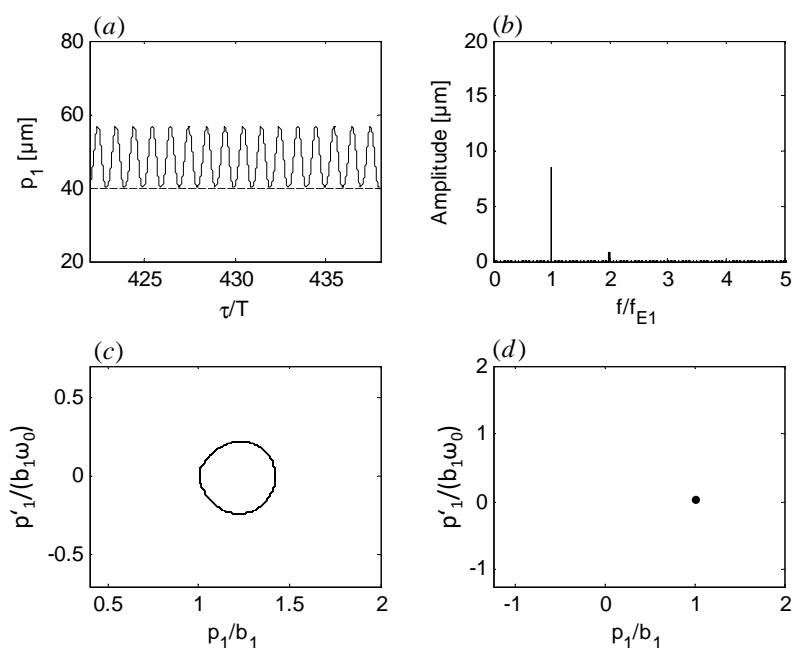 (a)
80
60
40
20
p₁ [μm]
425 430 435
τ/T
(b)
20
15
10
5
0
Amplitude [μm]
0 1 2 3 4 5
f/f_E1
(c)
0.5
0
-0.5
p'₁/(b₁ω₀)
0.5 1 1.5 2
p₁/b₁
(d)
2
1
0
-1
p'₁/(b₁ω₀)
-1 0 1 2
p₁/b₁